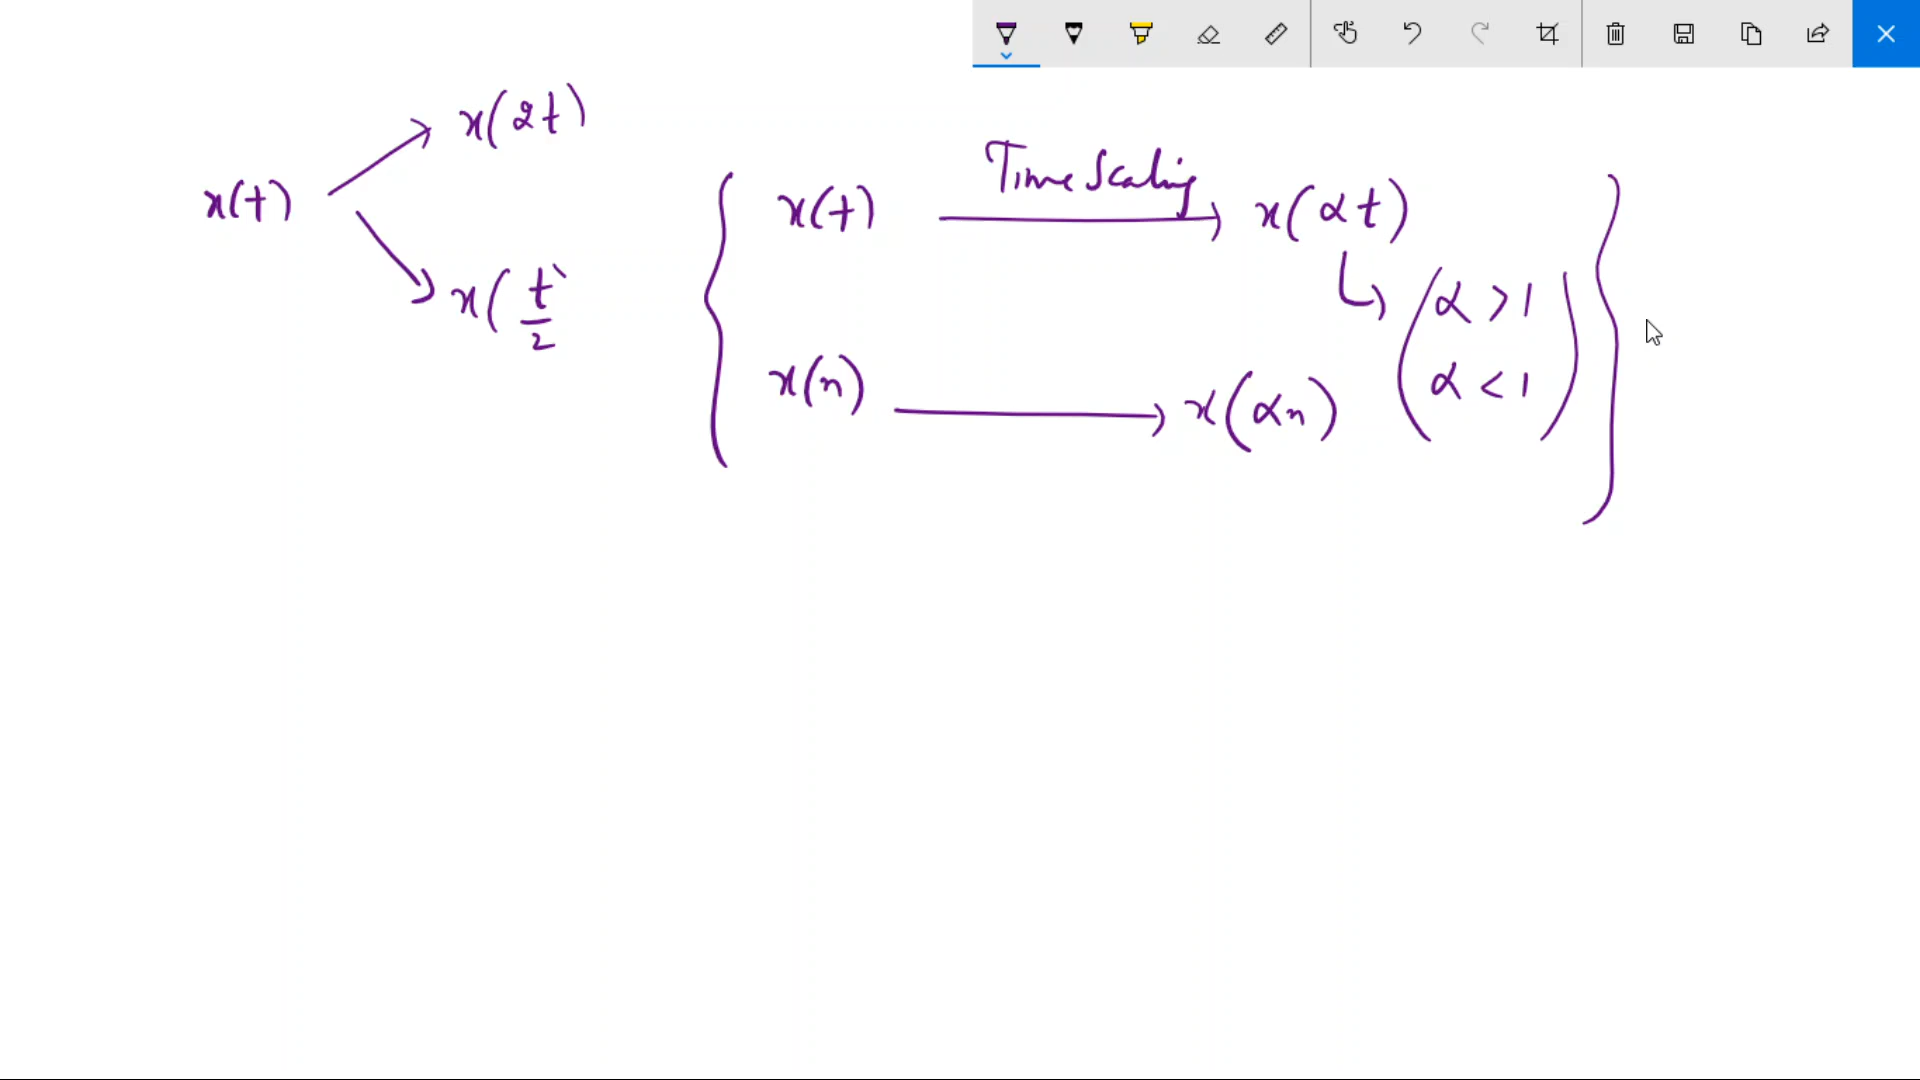 x(t)
x(2t)
x(t/2
x(t) Time Scaling x(αt)
α > 1
α < 1
x(n) x(αn)